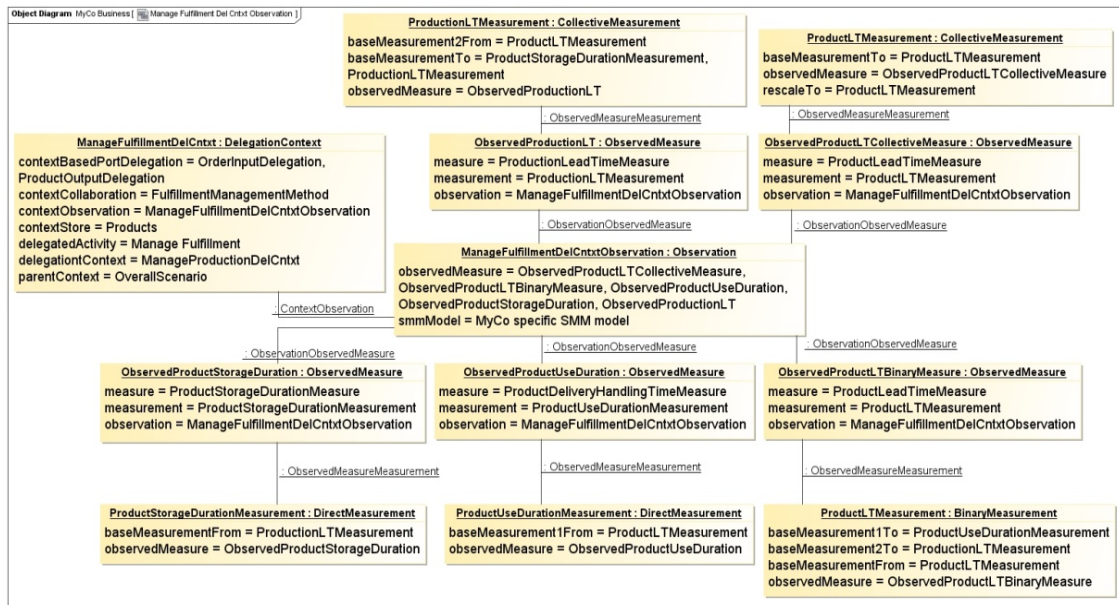 Object Diagram MyCo Business [ Manage Fulfillment Del Cntxt Observation ]
ProductionLTMeasurement : CollectiveMeasurement
baseMeasurement2From = ProductLTMeasurement
baseMeasurementTo = ProductStorageDurationMeasurement,
ProductionLTMeasurement
observedMeasure = ObservedProductionLT
ProductLTMeasurement : CollectiveMeasurement
baseMeasurementTo = ProductLTMeasurement
observedMeasure = ObservedProductLTCollectiveMeasure
rescaleTo = ProductLTMeasurement
: ObservedMeasureMeasurement
: ObservedMeasureMeasurement
ManageFulfillmentDelCntxt : DelegationContext
contextBasedPortDelegation = OrderInputDelegation,
ProductOutputDelegation
contextCollaboration = FulfillmentManagementMethod
contextObservation = ManageFulfillmentDelCntxtObservation
contextStore = Products
delegatedActivity = Manage Fulfillment
delegationtContext = ManageProductionDelCntxt
parentContext = OverallScenario
ObservedProductionLT : ObservedMeasure
measure = ProductionLeadTimeMeasure
measurement = ProductionLTMeasurement
observation = ManageFulfillmentDelCntxtObservation
ObservedProductLTCollectiveMeasure : ObservedMeasure
measure = ProductLeadTimeMeasure
measurement = ProductLTMeasurement
observation = ManageFulfillmentDelCntxtObservation
: ObservationObservedMeasure
: ObservationObservedMeasure
ManageFulfillmentDelCntxtObservation : Observation
observedMeasure = ObservedProductLTCollectiveMeasure,
ObservedProductLTBinaryMeasure, ObservedProductUseDuration,
ObservedProductStorageDuration, ObservedProductionLT
smmModel = MyCo specific SMM model
: ContextObservation
: ObservationObservedMeasure
: ObservationObservedMeasure
: ObservationObservedMeasure
ObservedProductStorageDuration : ObservedMeasure
measure = ProductStorageDurationMeasure
measurement = ProductStorageDurationMeasurement
observation = ManageFulfillmentDelCntxtObservation
ObservedProductUseDuration : ObservedMeasure
measure = ProductDeliveryHandlingTimeMeasure
measurement = ProductUseDurationMeasurement
observation = ManageFulfillmentDelCntxtObservation
ObservedProductLTBinaryMeasure : ObservedMeasure
measure = ProductLeadTimeMeasure
measurement = ProductLTMeasurement
observation = ManageFulfillmentDelCntxtObservation
: ObservedMeasureMeasurement
: ObservedMeasureMeasurement
: ObservedMeasureMeasurement
ProductStorageDurationMeasurement : DirectMeasurement
baseMeasurementFrom = ProductionLTMeasurement
observedMeasure = ObservedProductStorageDuration
ProductUseDurationMeasurement : DirectMeasurement
baseMeasurement1From = ProductLTMeasurement
observedMeasure = ObservedProductUseDuration
ProductLTMeasurement : BinaryMeasurement
baseMeasurement1To = ProductUseDurationMeasurement
baseMeasurement2To = ProductionLTMeasurement
baseMeasurementFrom = ProductLTMeasurement
observedMeasure = ObservedProductLTBinaryMeasure